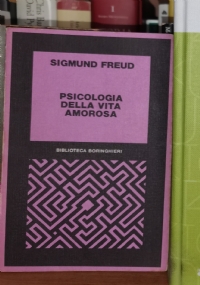 SIGMUND FREUD
PSICOLOGIA
DELLA VITA
AMOROSA
BIBLIOTECA BORINGHIERI